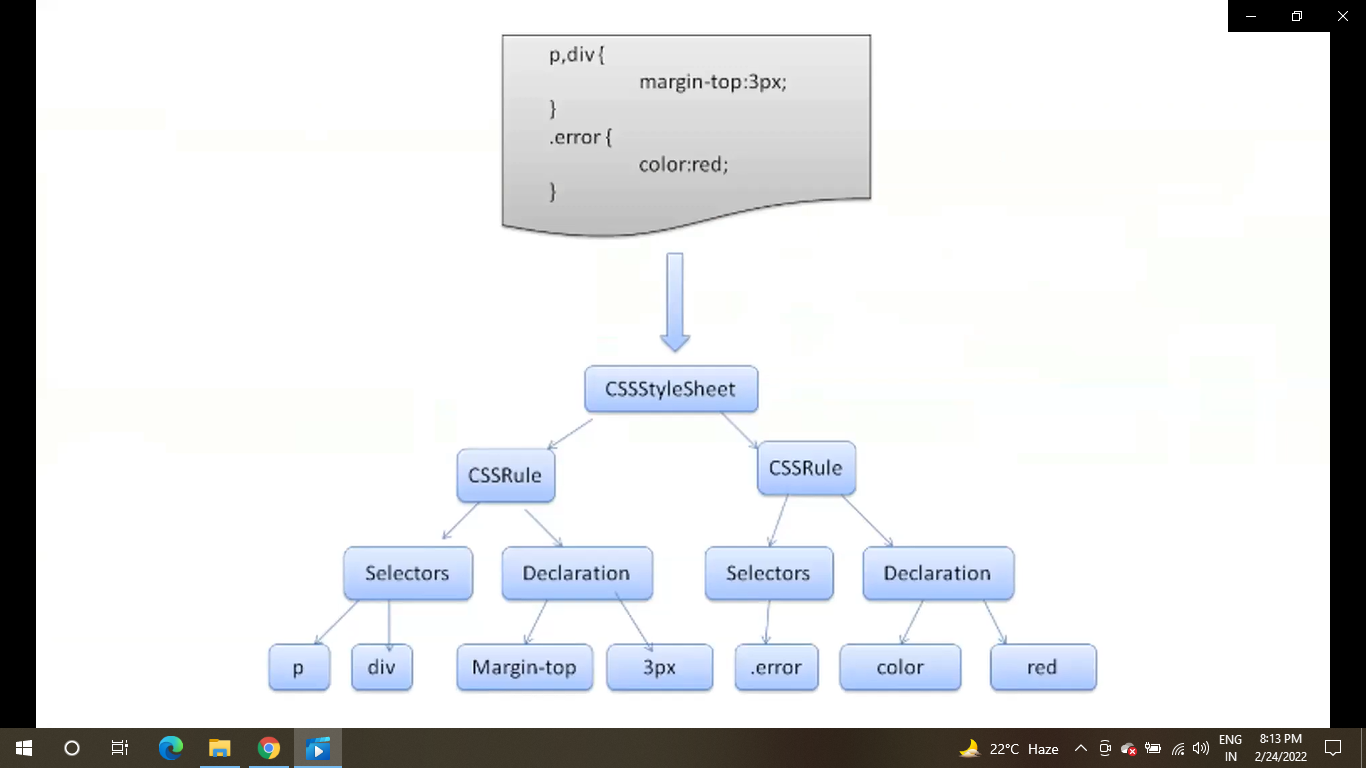 p,div {
margin-top:3px;
}
.error {
color:red;
}
CSSStyleSheet
CSSRule
CSSRule
Selectors
Declaration
Selectors
Declaration
p
div
Margin-top
3px
.error
color
red
22°C Haze
ENG
IN
8:13 PM
2/24/2022